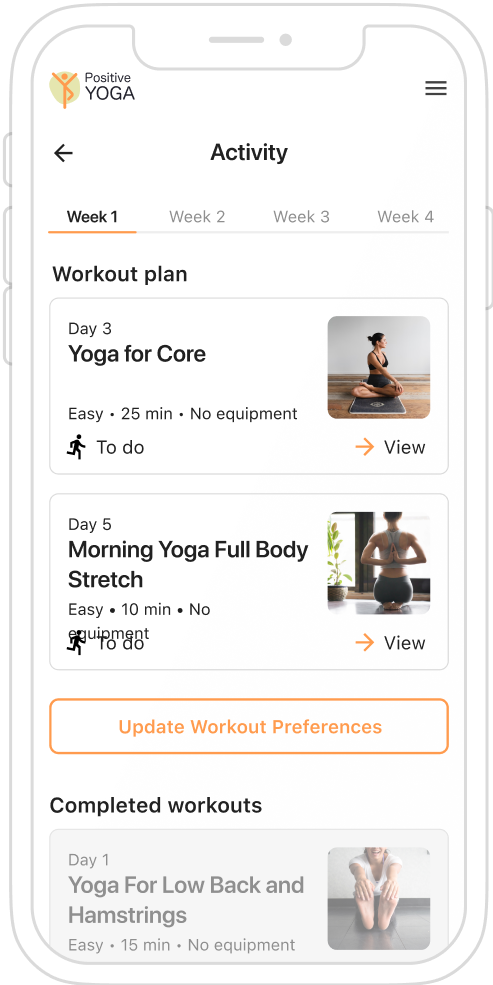 Positive
YOGA
Activity
Week 1 Week 2 Week 3 Week 4
Workout plan
Day 3
Yoga for Core
Easy • 25 min • No equipment
To do View
Day 5
Morning Yoga Full Body
Stretch
Easy • 10 min • No
equipment
To do View
Update Workout Preferences
Completed workouts
Day 1
Yoga For Low Back and
Hamstrings
Easy • 15 min • No equipment